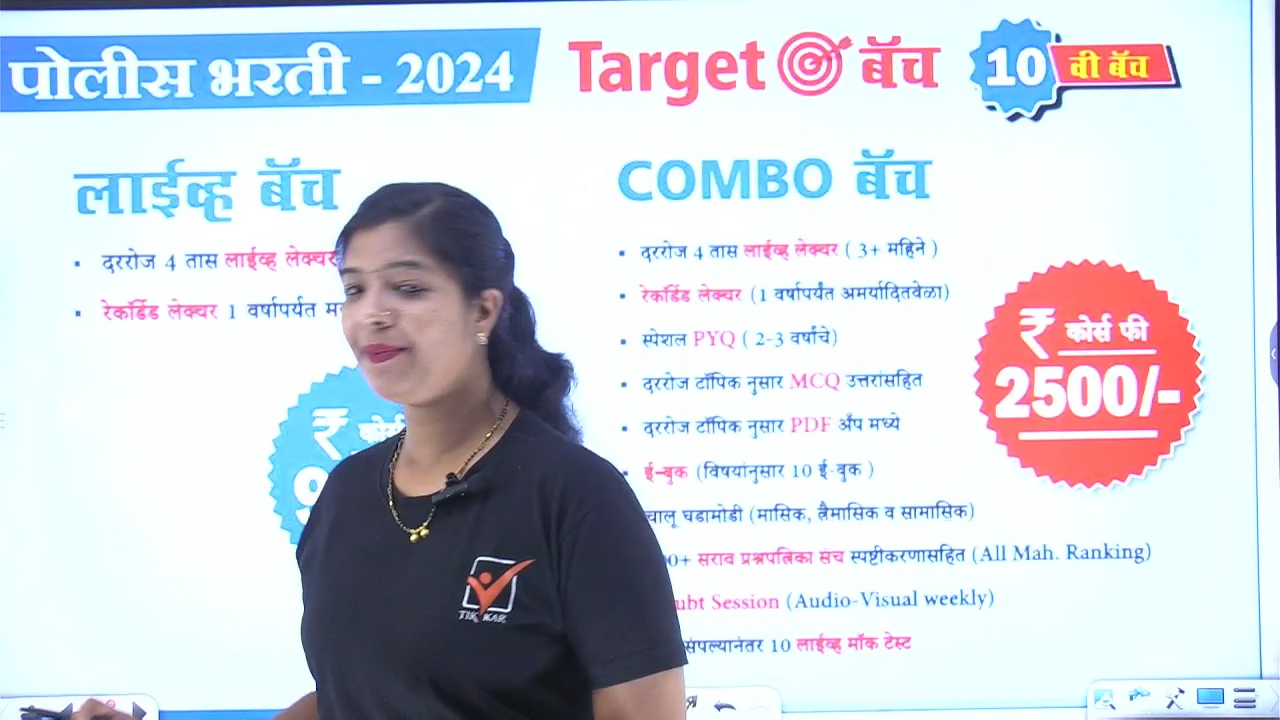 पोलीस भरती - 2024
Target बॅच
10 वी बॅच
लाईव्ह बॅच
दररोज 4 तास लाईव्ह लेक्चर
रेकॉर्डिड लेक्चर 1 वर्षापर्यत
₹
COMBO बॅच
दररोज 4 तास लाईव्ह लेक्चर ( 3+ महिने )
रेकॉर्डिड लेक्चर (1 वर्षापर्यंत अमर्यादितवेळा)
स्पेशल PYQ ( 2-3 वर्षांचे)
दररोज टॉपिक नुसार MCQ उत्तरांसहित
दररोज टॉपिक नुसार PDF ॲप मध्ये
ई-बुक (विषयांनुसार 10 ई-बुक )
चालू घडामोडी (मासिक, त्रैमासिक व सामासिक)
सराव प्रश्नपत्रिका संच स्पष्टीकरणासहित (All Mah. Ranking)
Session (Audio-Visual weekly)
संपल्यानंतर 10 लाईव्ह मॉक टेस्ट
₹ कोर्स फी
2500/-